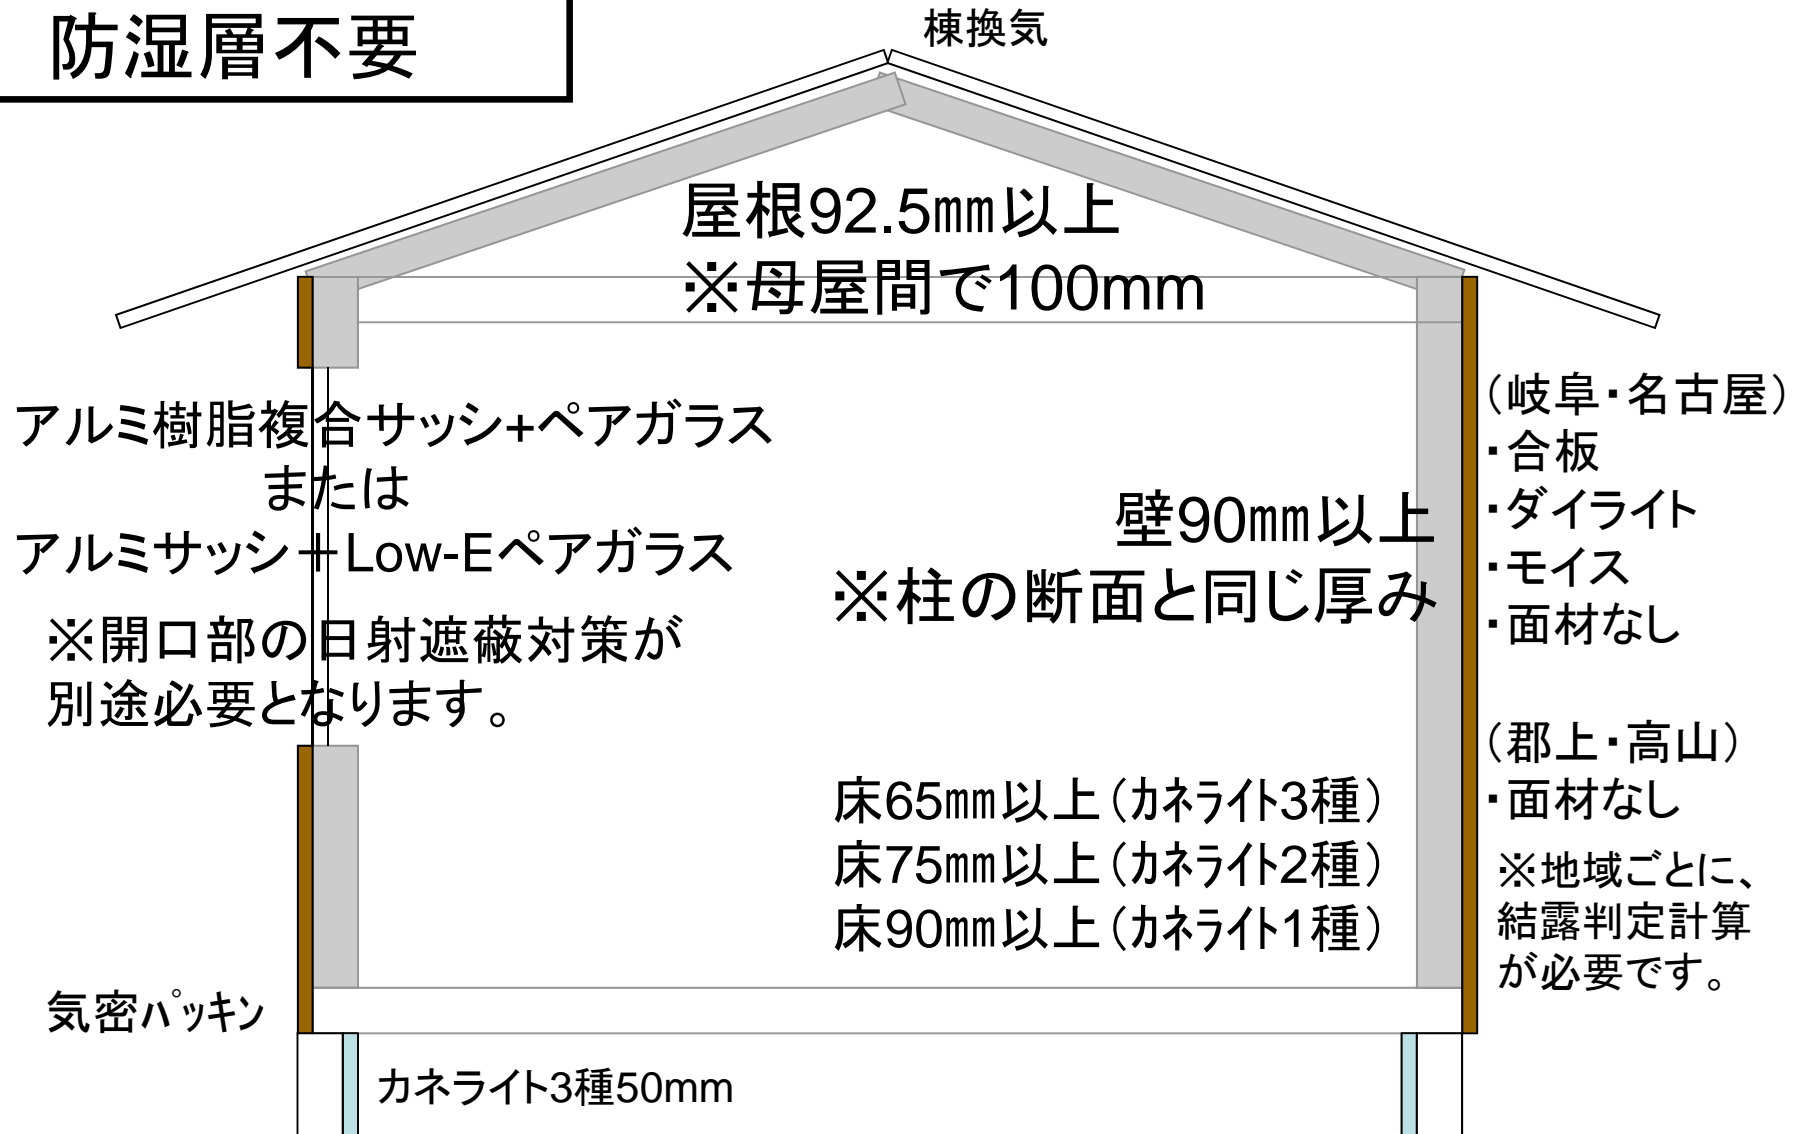 防湿層不要
棟換気
屋根92.5㎜以上
※母屋間で100mm
アルミ樹脂複合サッシ+ペアガラス
または
アルミサッシ＋Low-Eペアガラス
※開口部の日射遮蔽対策が
別途必要となります。
壁90㎜以上
※柱の断面と同じ厚み
（岐阜・名古屋）
・合板
・ダイライト
・モイス
・面材なし
（郡上・高山）
・面材なし
※地域ごとに、
結露判定計算
が必要です。
床65㎜以上（ｶﾈﾗｲﾄ3種）
床75㎜以上（ｶﾈﾗｲﾄ2種）
床90㎜以上（ｶﾈﾗｲﾄ1種）
気密ﾊﾟｯｷﾝ
カネライト3種50mm